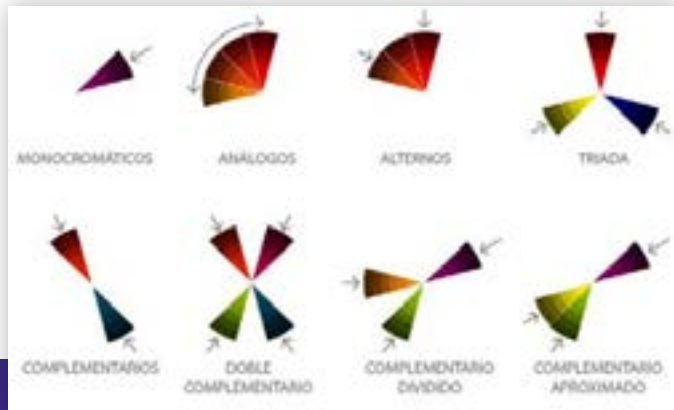 MONOCROMÁTICOS
ANÁLOGOS
ALTERNOS
TRIADA
COMPLEMENTARIOS
DOBLE
COMPLEMENTARIO
COMPLEMENTARIO
DIVIDIDO
COMPLEMENTARIO
APROXIMADO